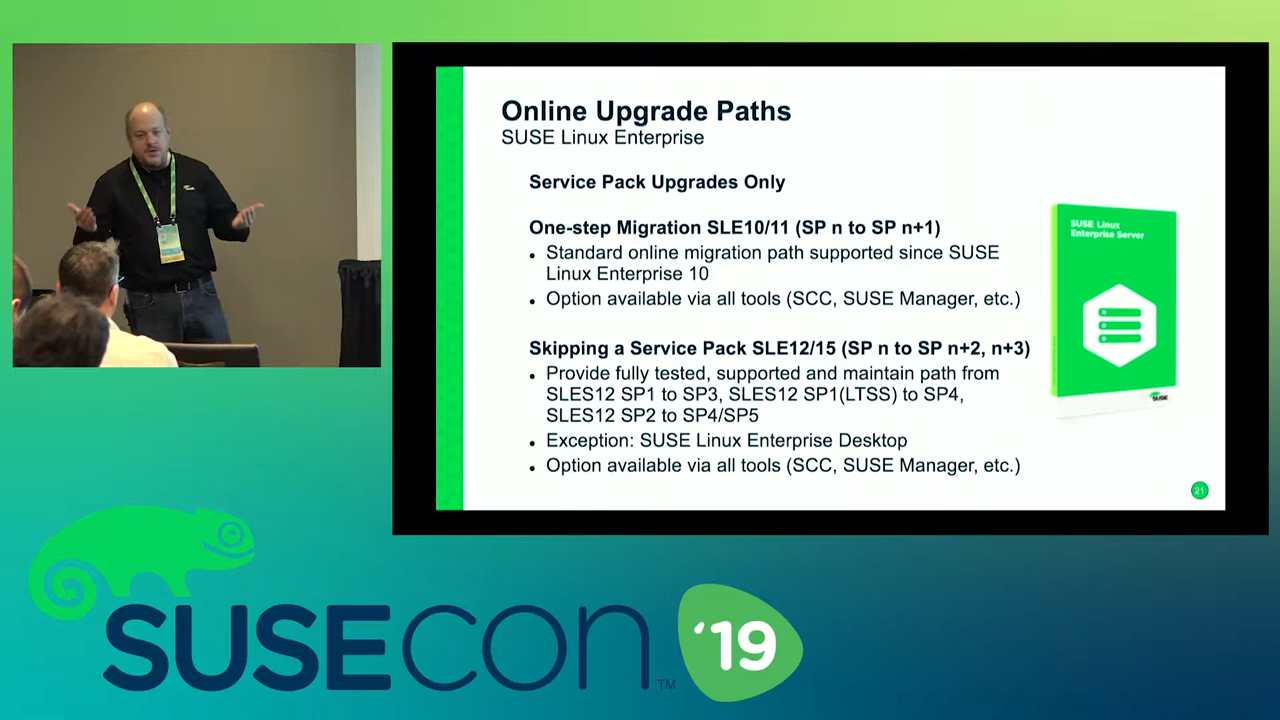 Online Upgrade Paths
SUSE Linux Enterprise
Service Pack Upgrades Only
One-step Migration SLE10/11 (SP n to SP n+1)
• Standard online migration path supported since SUSE
Linux Enterprise 10
• Option available via all tools (SCC, SUSE Manager, etc.)
Skipping a Service Pack SLE12/15 (SP n to SP n+2, n+3)
• Provide fully tested, supported and maintain path from
SLES12 SP1 to SP3, SLES12 SP1(LTSS) to SP4,
SLES12 SP2 to SP4/SP5
• Exception: SUSE Linux Enterprise Desktop
• Option available via all tools (SCC, SUSE Manager, etc.)
SUSE Linux
Enterprise Server
SUSE
21
SUSECON '19
TM